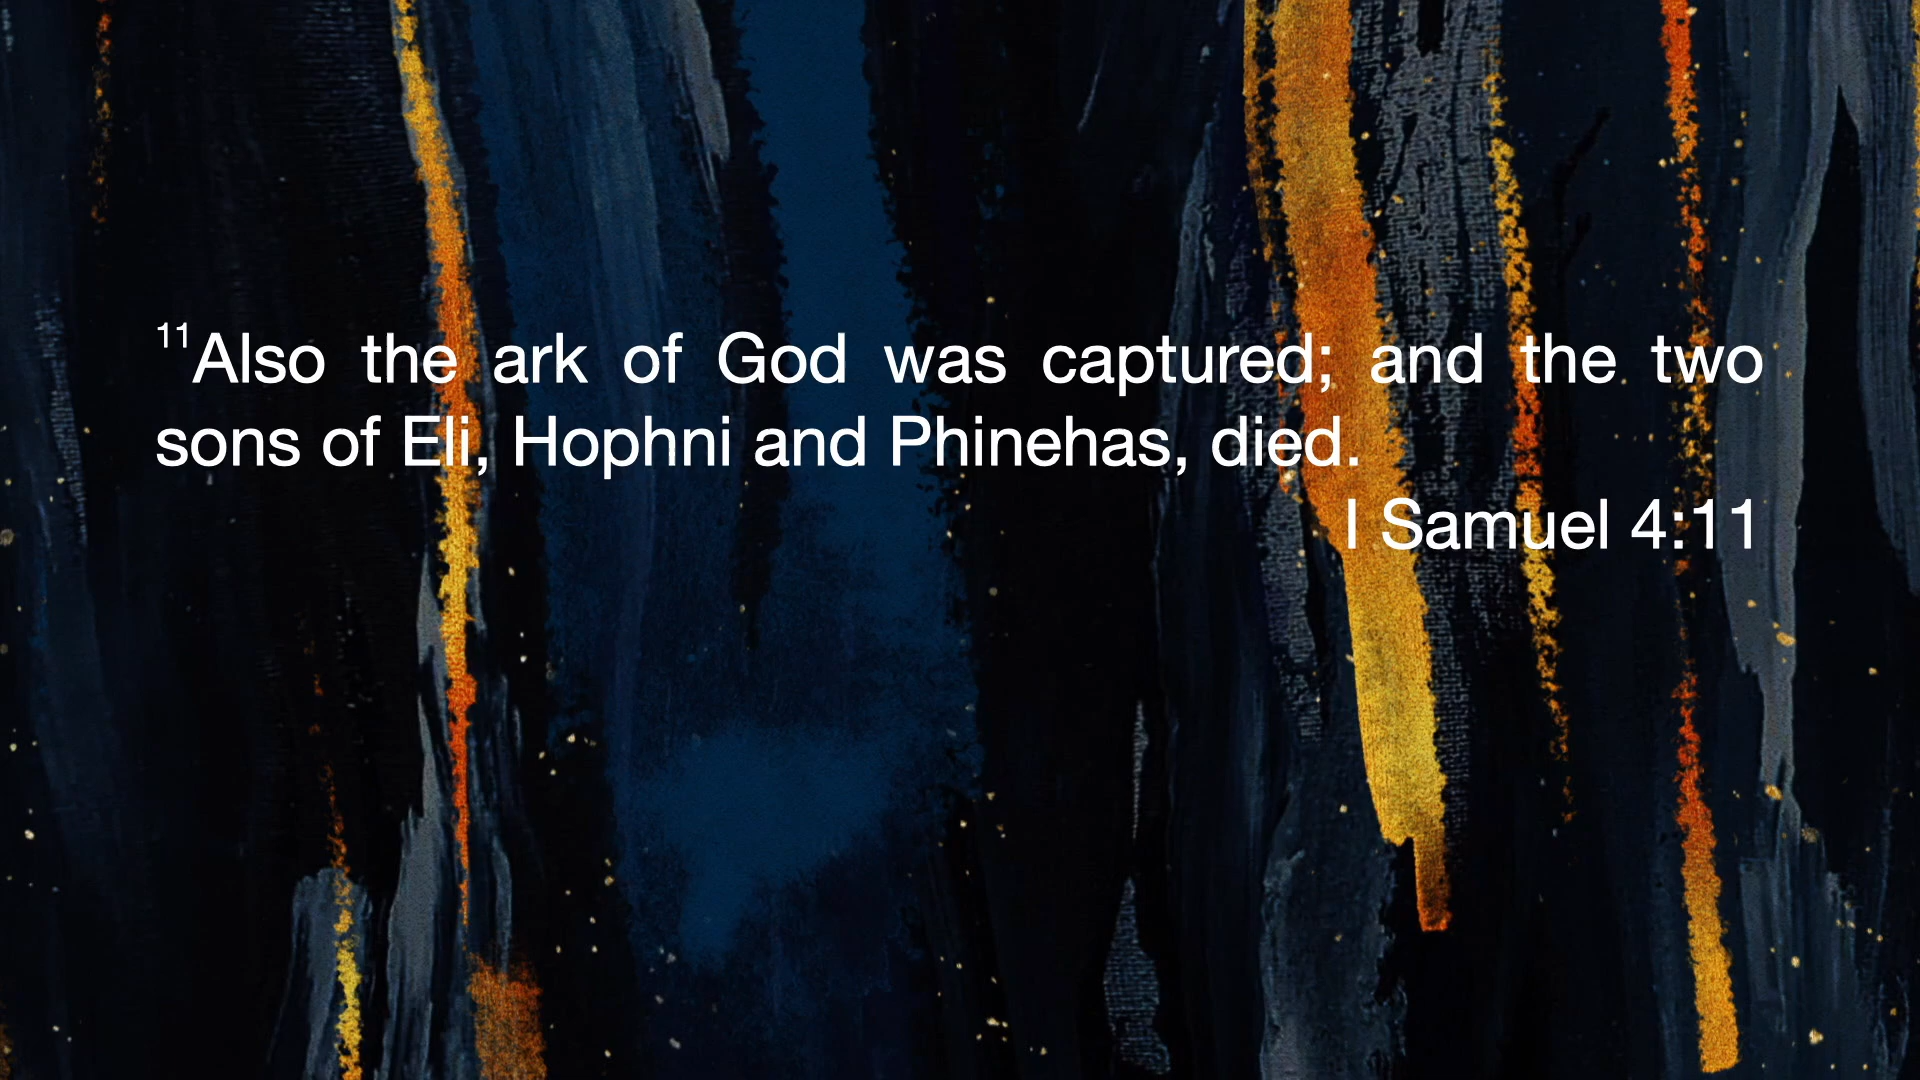 11Also the ark of God was captured; and the two
sons of Eli, Hophni and Phinehas, died.
I Samuel 4:11